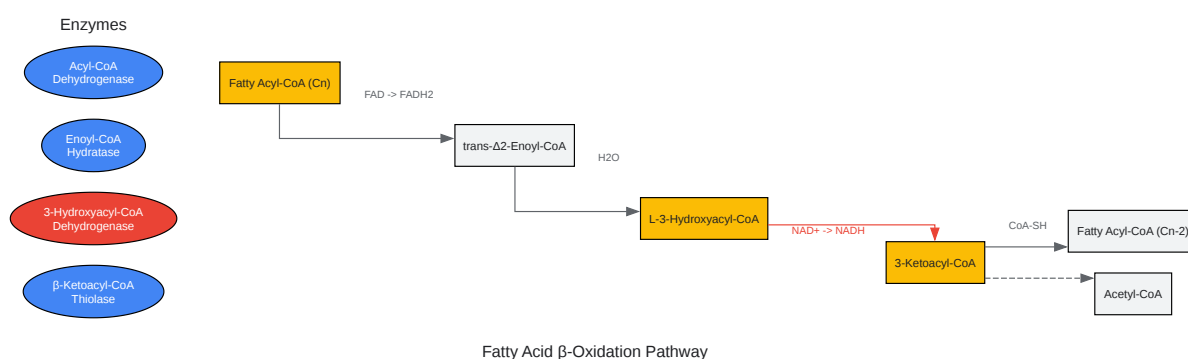 Enzymes
Acyl-CoA
Dehydrogenase
Enoyl-CoA
Hydratase
3-Hydroxyacyl-CoA
Dehydrogenase
β-Ketoacyl-CoA
Thiolase
Fatty Acyl-CoA (Cn)
FAD -> FADH2
trans-Δ2-Enoyl-CoA
H2O
L-3-Hydroxyacyl-CoA
NAD+ -> NADH
3-Ketoacyl-CoA
CoA-SH
Fatty Acyl-CoA (Cn-2)
Acetyl-CoA
Fatty Acid β-Oxidation Pathway